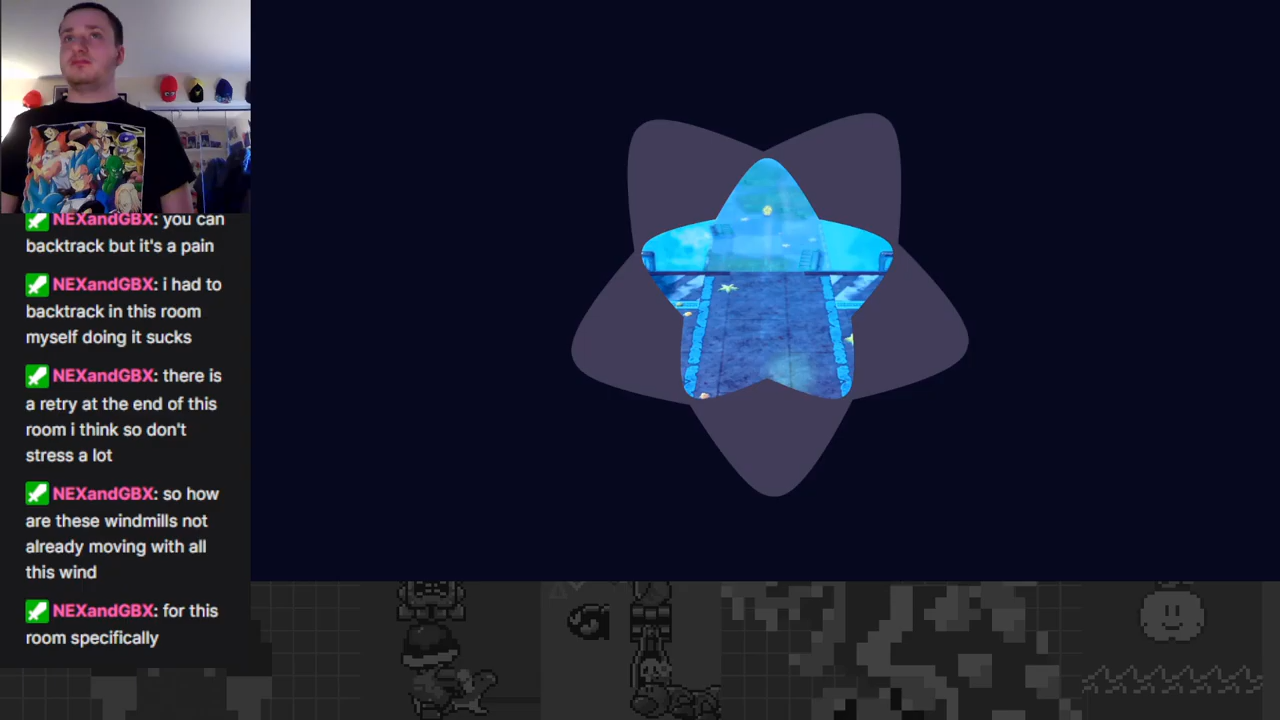 NEXandGBX: you can
backtrack but it's a pain
NEXandGBX: i had to
backtrack in this room
myself doing it sucks
NEXandGBX: there is
a retry at the end of this
room i think so don't
stress a lot
NEXandGBX: so how
are these windmills not
already moving with all
this wind
NEXandGBX: for this
room specifically